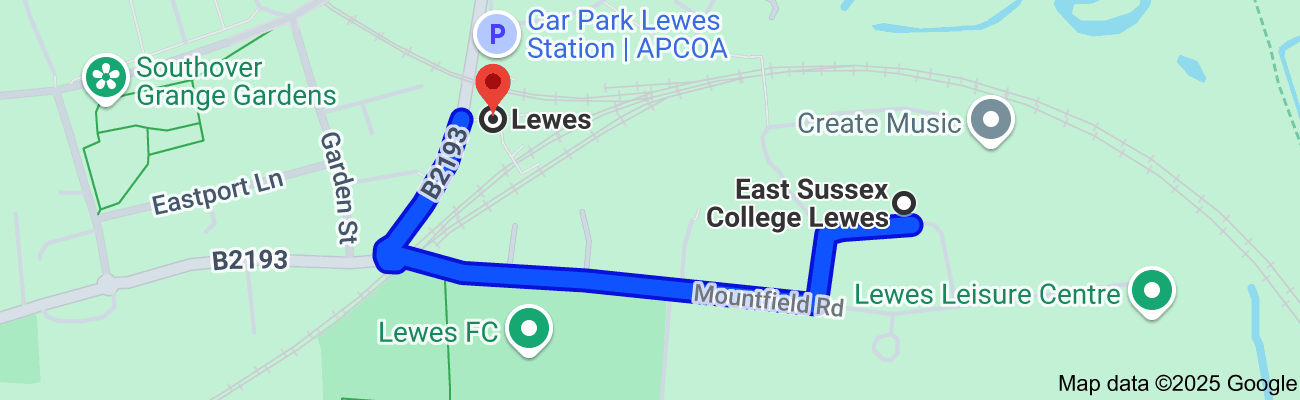 Car Park Lewes
Station | APCOA
P
Southover
Grange Gardens
Lewes
Create Music
B2193
Garden St
Eastport Ln
East Sussex
College Lewes
B2193
Mountfield Rd
Lewes Leisure Centre
Lewes FC
Map data ©2025 Google